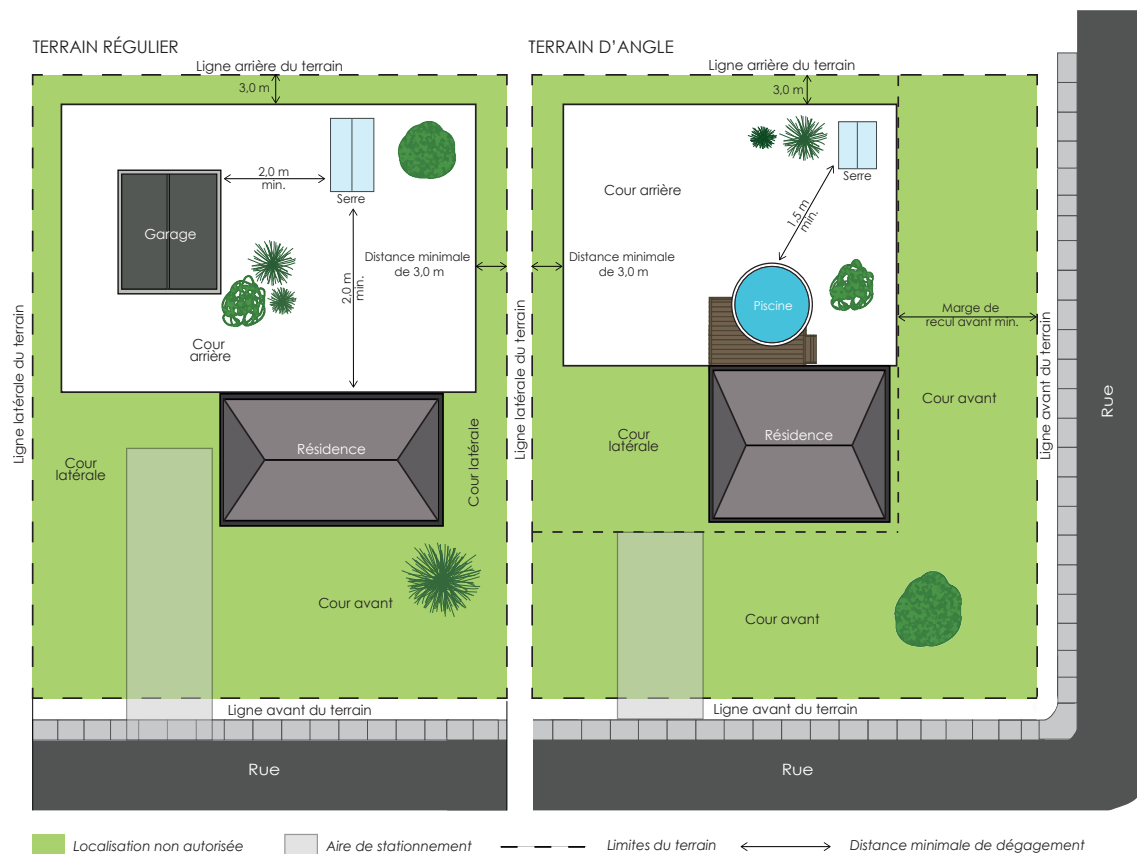 TERRAIN RÉGULIER
Ligne arrière du terrain
3,0 m
2,0 m
min.
Serre
Garage
Distance minimale
de 3,0 m
2,0 m
min.
Cour
arrière
Ligne latérale du terrain
Résidence
Cour
latérale
Cour latérale
Cour avant
Ligne avant du terrain
Rue
Ligne latérale du terrain
TERRAIN D'ANGLE
Ligne arrière du terrain
3,0 m
Serre
Cour arrière
1,5 m
min.
Distance minimale
de 3,0 m
Piscine
Marge de
recul avant min.
Ligne avant du terrain
Rue
Cour avant
Cour
latérale
Résidence
Cour avant
Ligne avant du terrain
Rue
Localisation non autorisée
Aire de stationnement
Limites du terrain
Distance minimale de dégagement